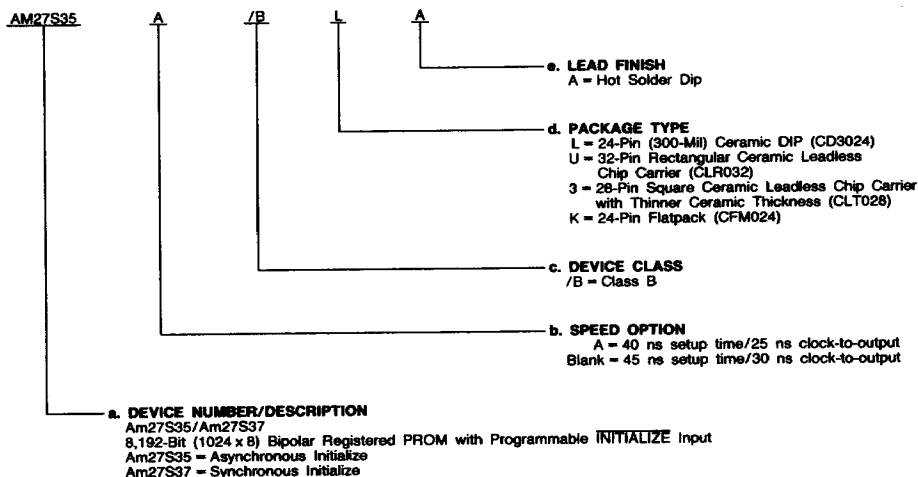 AM27S35 A /B L A
e. LEAD FINISH
A = Hot Solder Dip
d. PACKAGE TYPE
L = 24-Pin (300-Mil) Ceramic DIP (CD3024)
U = 32-Pin Rectangular Ceramic Leadless
Chip Carrier (CLR032)
3 = 28-Pin Square Ceramic Leadless Chip Carrier
with Thinner Ceramic Thickness (CLT028)
K = 24-Pin Flatpack (CFM024)
c. DEVICE CLASS
/B = Class B
b. SPEED OPTION
A = 40 ns setup time/25 ns clock-to-output
Blank = 45 ns setup time/30 ns clock-to-output
a. DEVICE NUMBER/DESCRIPTION
Am27S35/Am27S37
8,192-Bit (1024 x 8) Bipolar Registered PROM with Programmable INITIALIZE Input
Am27S35 = Asynchronous Initialize
Am27S37 = Synchronous Initialize